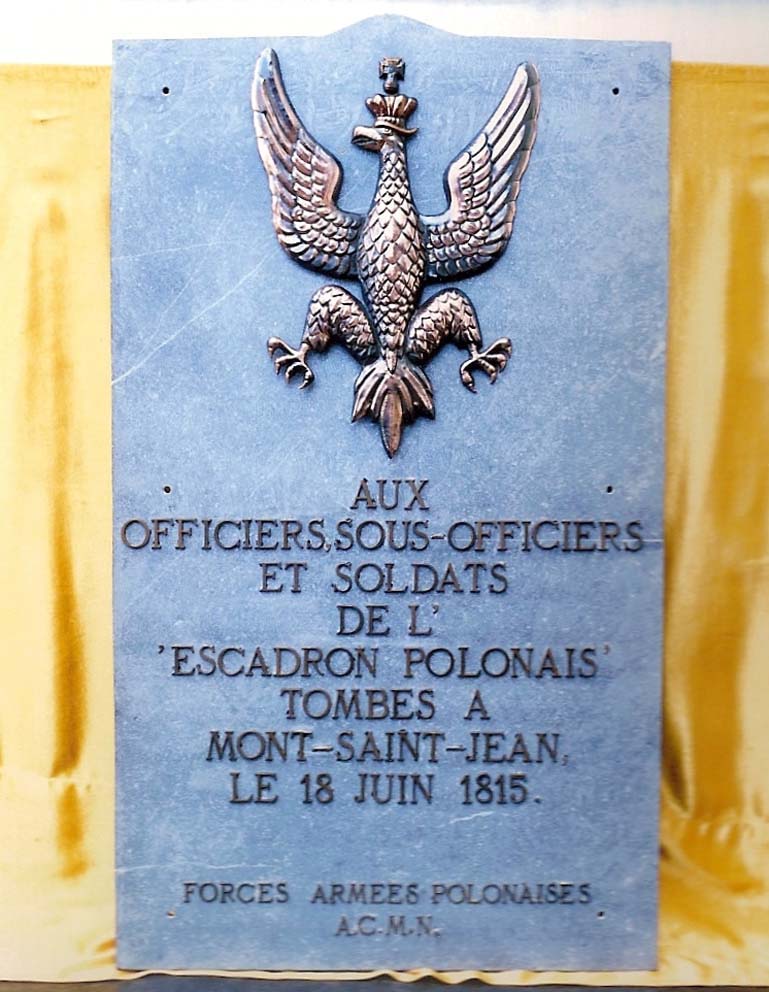 AUX
OFFICIERS, SOUS-OFFICIERS
ET SOLDATS
DE L'
'ESCADRON POLONAIS'
TOMBES A
MONT-SAINT-JEAN,
LE 18 JUIN 1815.
FORCES ARMEES POLONAISES
A.C.M.N.